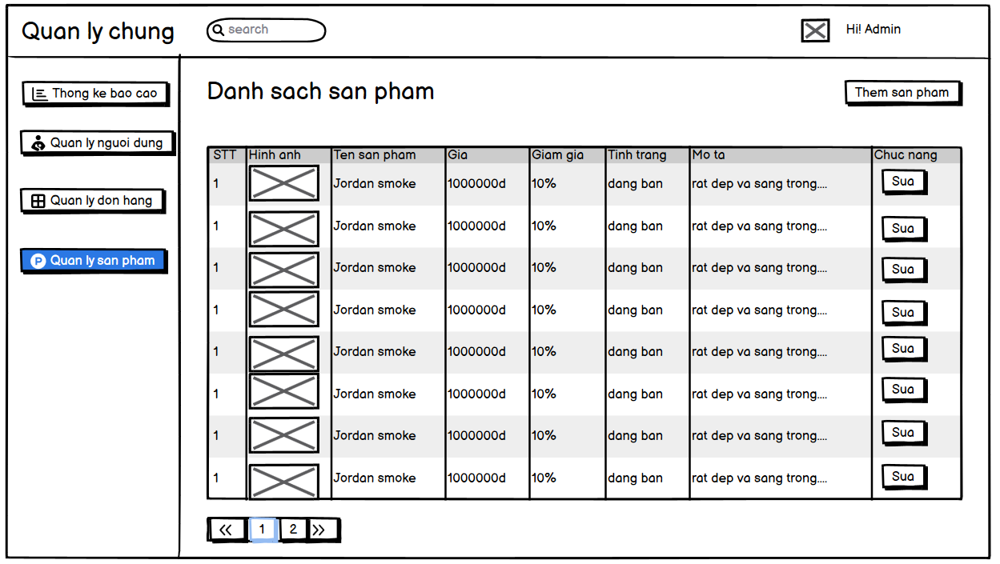 Quan ly chung
search
Hi! Admin
Thong ke bao cao
Quan ly nguoi dung
Quan ly don hang
P Quan ly san pham
Danh sach san pham
Them san pham
STT Hinh anh Ten san pham Gia Giam gia Tinh trang Mo ta Chuc nang
1 Jordan smoke 1000000d 10% dang ban rat dep va sang trong.... Sua
1 Jordan smoke 1000000d 10% dang ban rat dep va sang trong.... Sua
1 Jordan smoke 1000000d 10% dang ban rat dep va sang trong.... Sua
1 Jordan smoke 1000000d 10% dang ban rat dep va sang trong.... Sua
1 Jordan smoke 1000000d 10% dang ban rat dep va sang trong.... Sua
1 Jordan smoke 1000000d 10% dang ban rat dep va sang trong.... Sua
1 Jordan smoke 1000000d 10% dang ban rat dep va sang trong.... Sua
1 Jordan smoke 1000000d 10% dang ban rat dep va sang trong.... Sua
<< 1 2 >>